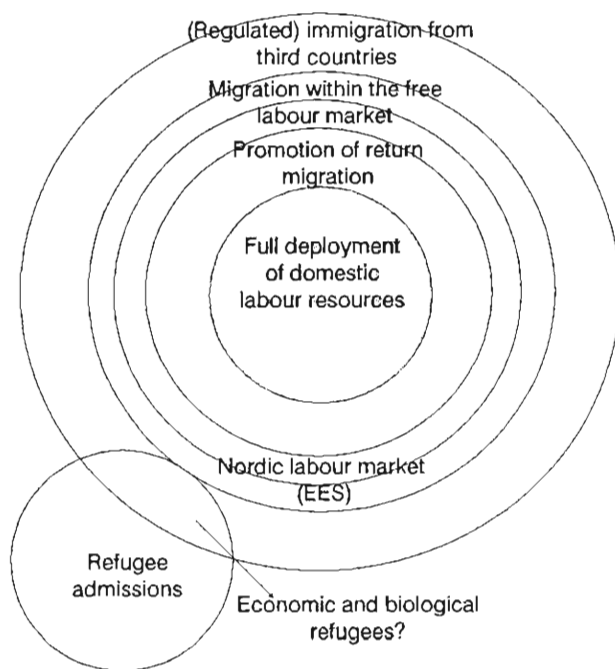 (Regulated) immigration from
third countries
Migration within the free
labour market
Promotion of return
migration
Full deployment
of domestic
labour resources
Nordic labour market
(EES)
Refugee
admissions
Economic and biological
refugees?